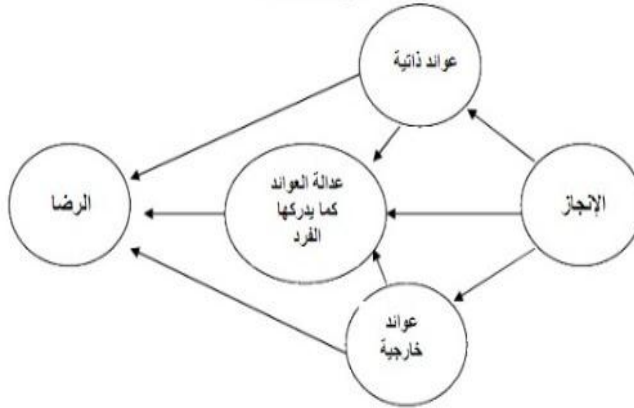 عوائد ذاتية
الإنجاز
عدالة العوائد
كما يدركها
الفرد
الرضا
عوائد
خارجية